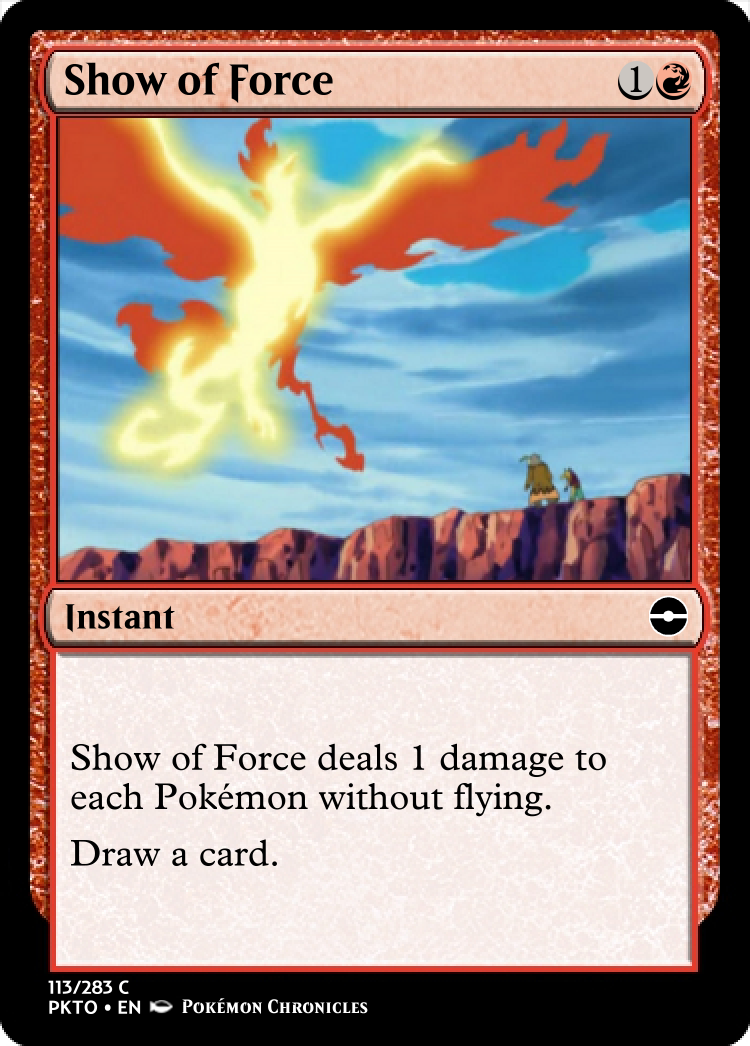 Show of Force 1
Instant
Show of Force deals 1 damage to
each Pokémon without flying.
Draw a card.
113/283 C
PKTO • EN Pokémon Chronicles